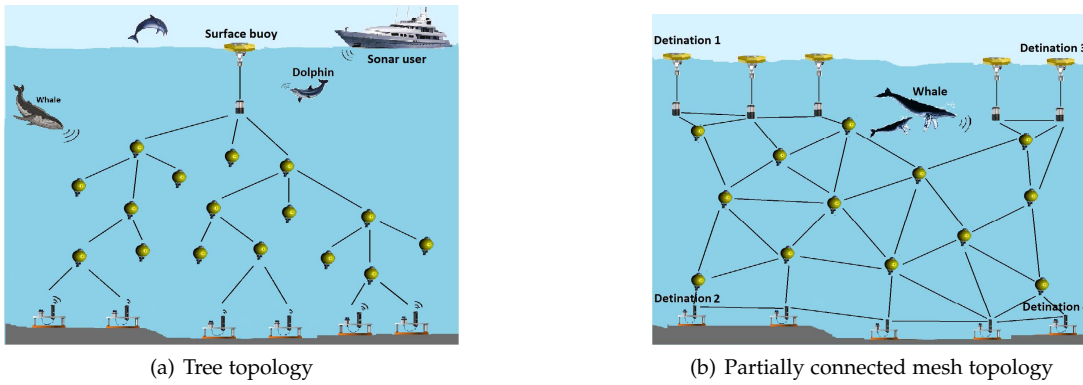 Surface buoy
Sonar user
Dolphin
Whale
(a) Tree topology
Detination 1
Detination 3
Whale
Detination 2
Detination
(b) Partially connected mesh topology